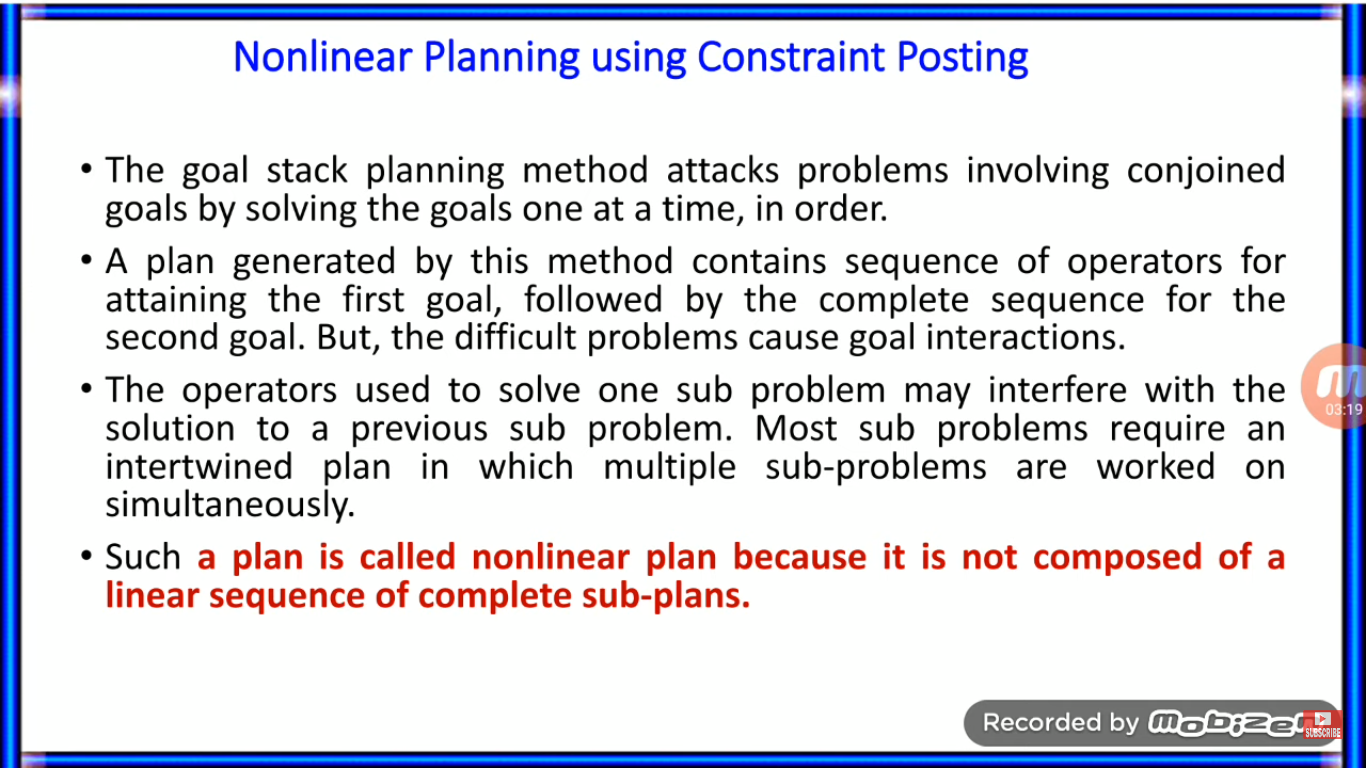 Nonlinear Planning using Constraint Posting
• The goal stack planning method attacks problems involving conjoined
goals by solving the goals one at a time, in order.
• A plan generated by this method contains sequence of operators for
attaining the first goal, followed by the complete sequence for the
second goal. But, the difficult problems cause goal interactions.
• The operators used to solve one sub problem may interfere with the
solution to a previous sub problem. Most sub problems require an
intertwined plan in which multiple sub-problems are worked on
simultaneously.
• Such a plan is called nonlinear plan because it is not composed of a
linear sequence of complete sub-plans.
03:19
Recorded by mobizen
SUBSCRIBE